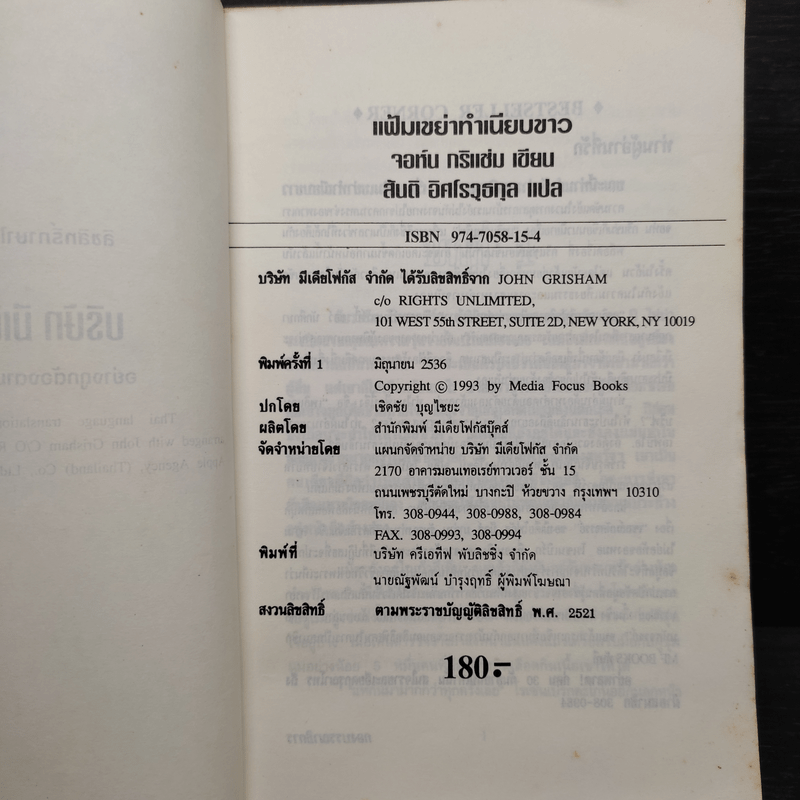 แฟ้มเขย่าทำเนียบขาว
จอห์น กริแช่ม เขียน
สันติ อิศโรวุธกุล แปล
ISBN 974-7058-15-4
บริษัท มีเดียโฟกัส จำกัด ได้รับลิขสิทธิ์จาก JOHN GRISHAM
c/o RIGHTS UNLIMITED,
101 WEST 55th STREET, SUITE 2D, NEW YORK, NY 10019
พิมพ์ครั้งที่ 1 มิถุนายน 2536
Copyright © 1993 by Media Focus Books
ปกโดย เชิดชัย บุญไชยะ
ผลิตโดย สำนักพิมพ์ มีเดียโฟกัสบุ๊คส์
จัดจำหน่ายโดย แผนกจัดจำหน่าย บริษัท มีเดียโฟกัส จำกัด
2170 อาคารมอนเทอเรย์ทาวเวอร์ ชั้น 15
ถนนเพชรบุรีตัดใหม่ บางกะปิ ห้วยขวาง กรุงเทพฯ 10310
โทร. 308-0944, 308-0988, 308-0984
FAX. 308-0993, 308-0994
พิมพ์ที่ บริษัท ครีเอทีฟ พับลิชชิ่ง จำกัด
นายณัฐพัฒน์ บำรุงฤทธิ์ ผู้พิมพ์โฆษณา
สงวนลิขสิทธิ์ ตามพระราชบัญญัติลิขสิทธิ์ พ.ศ. 2521
180.-